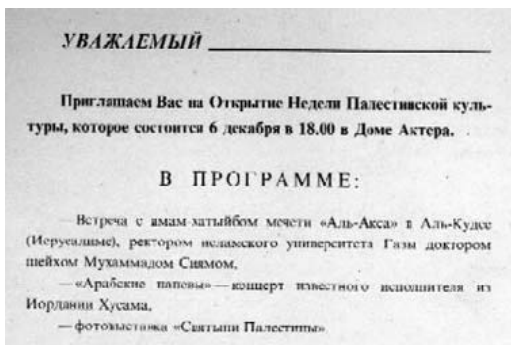 УВАЖАЕМЫЙ
Приглашаем Вас на Открытие Недели Палестинской куль-
туры, которое состоится 6 декабря в 18.00 в Доме Актера.
В ПРОГРАММЕ:
— Встреча с имам-хатыйбом мечети «Аль-Акса» в Аль-Кудсе
(Иерусалиме), ректором исламского университета Газы доктором
шейхом Мухаммадом Сиямом,
— «Арабские напевы» — концерт известного исполнителя из
Иордании Хусама,
— фотовыставка «Святыни Палестины»